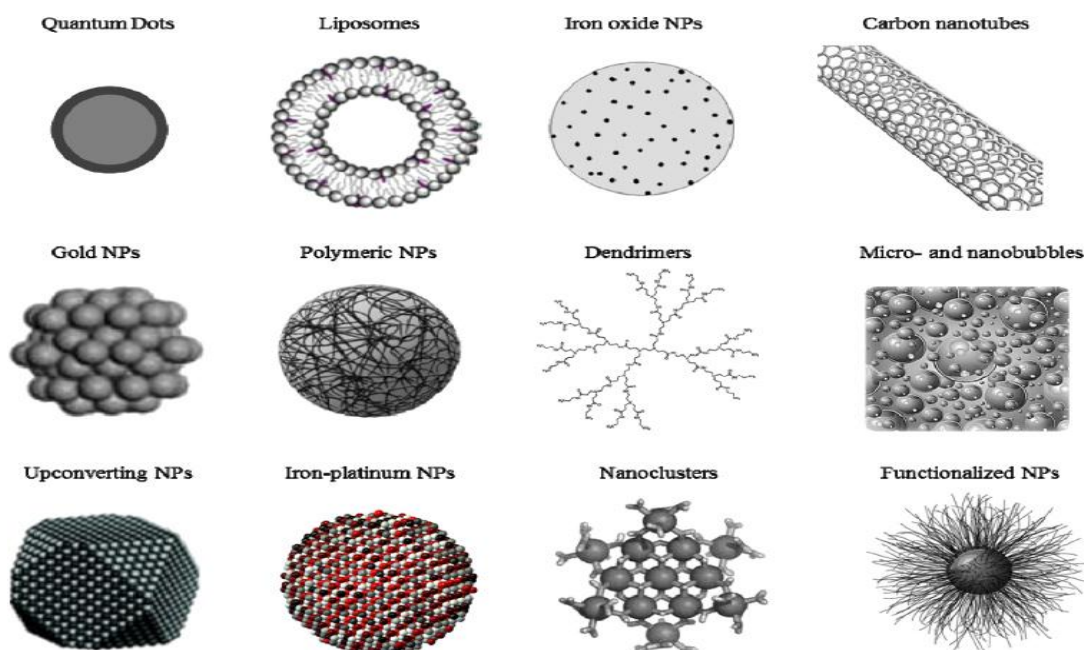 Quantum Dots
Liposomes
Iron oxide NPs
Carbon nanotubes
Gold NPs
Polymeric NPs
Dendrimers
Micro- and nanobubbles
Upconverting NPs
Iron-platinum NPs
Nanoclusters
Functionalized NPs